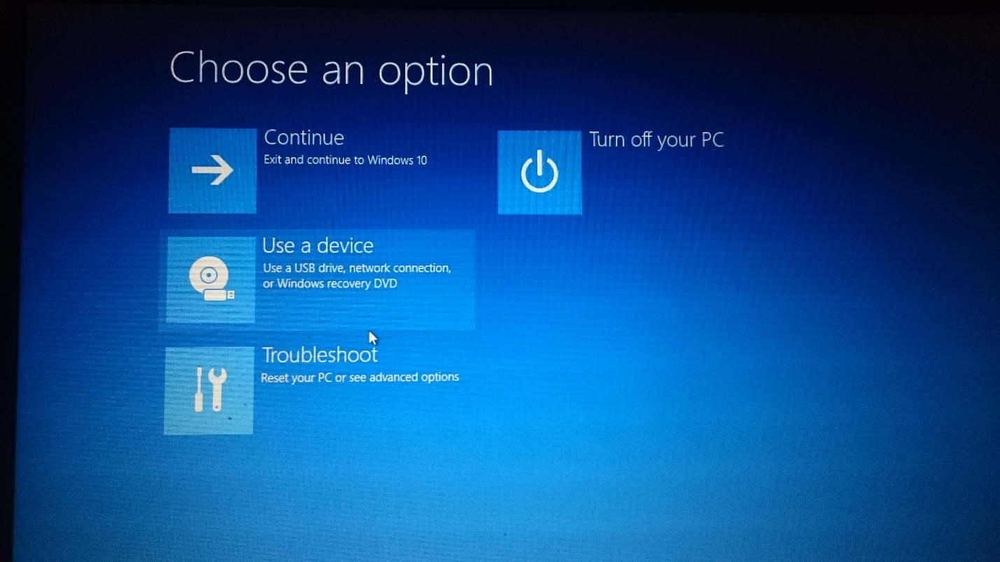 Choose an option
Continue
Exit and continue to Windows 10
Turn off your PC
Use a device
Use a USB drive, network connection,
or Windows recovery DVD
Troubleshoot
Reset your PC or see advanced options